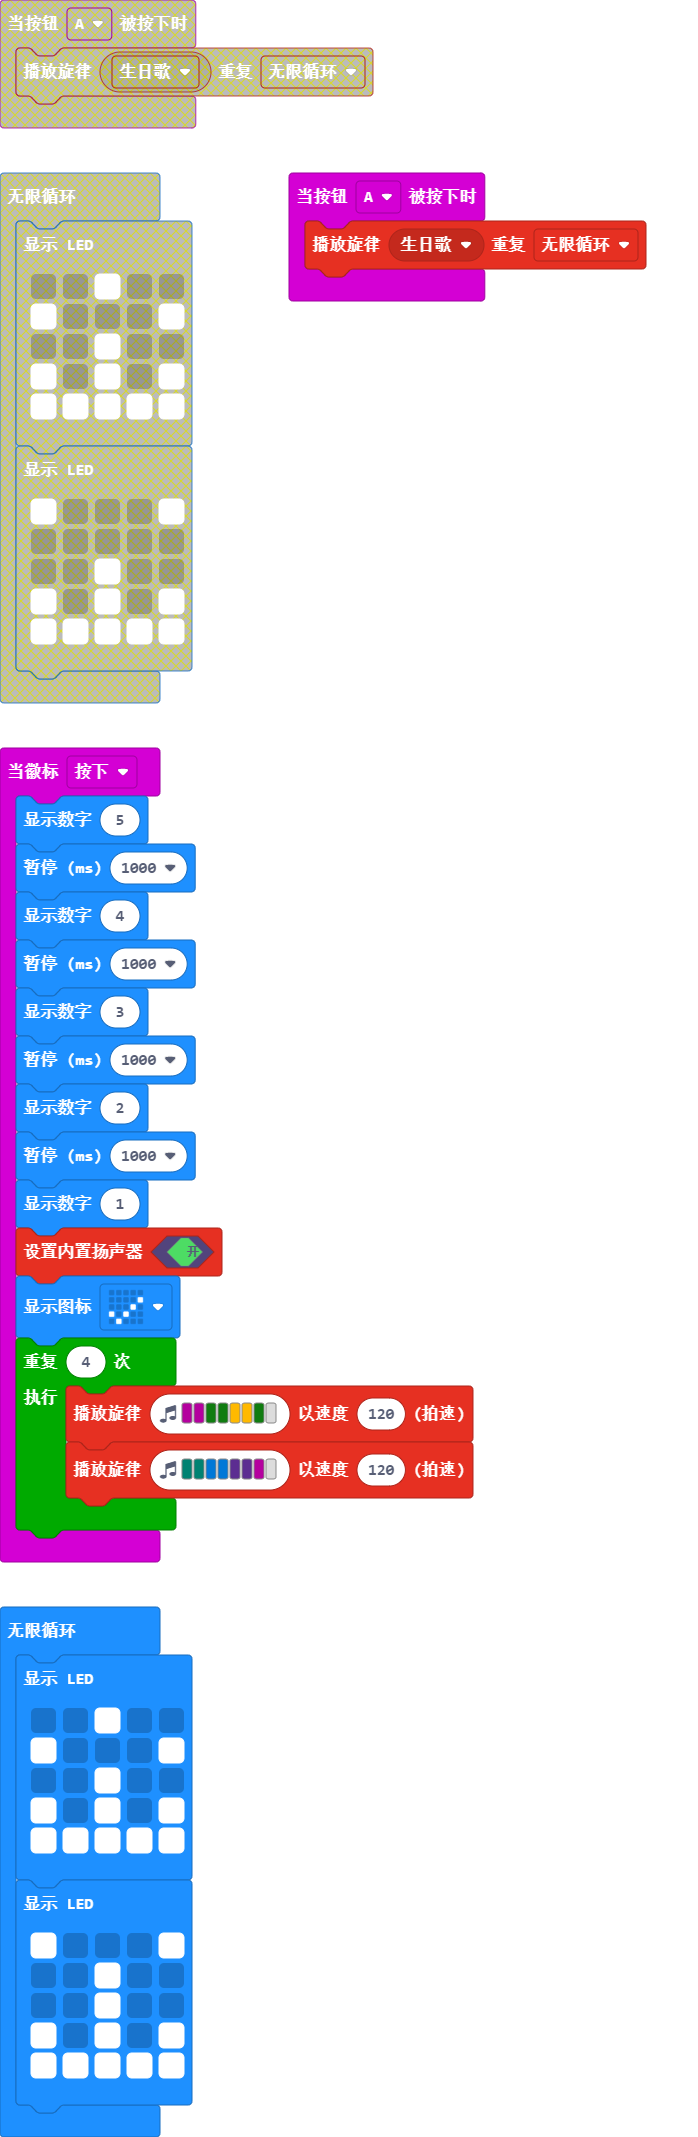 当按钮 A 被按下时
播放旋律 生日歌 重复 无限循环
无限循环
显示 LED
显示 LED
当按钮 A 被按下时
播放旋律 生日歌 重复 无限循环
当徽标 按下
显示数字 5
暂停 (ms) 1000
显示数字 4
暂停 (ms) 1000
显示数字 3
暂停 (ms) 1000
显示数字 2
暂停 (ms) 1000
显示数字 1
设置内置扬声器 开
显示图标
重复 4 次
执行
播放旋律 以速度 120 (拍速)
播放旋律 以速度 120 (拍速)
无限循环
显示 LED
显示 LED